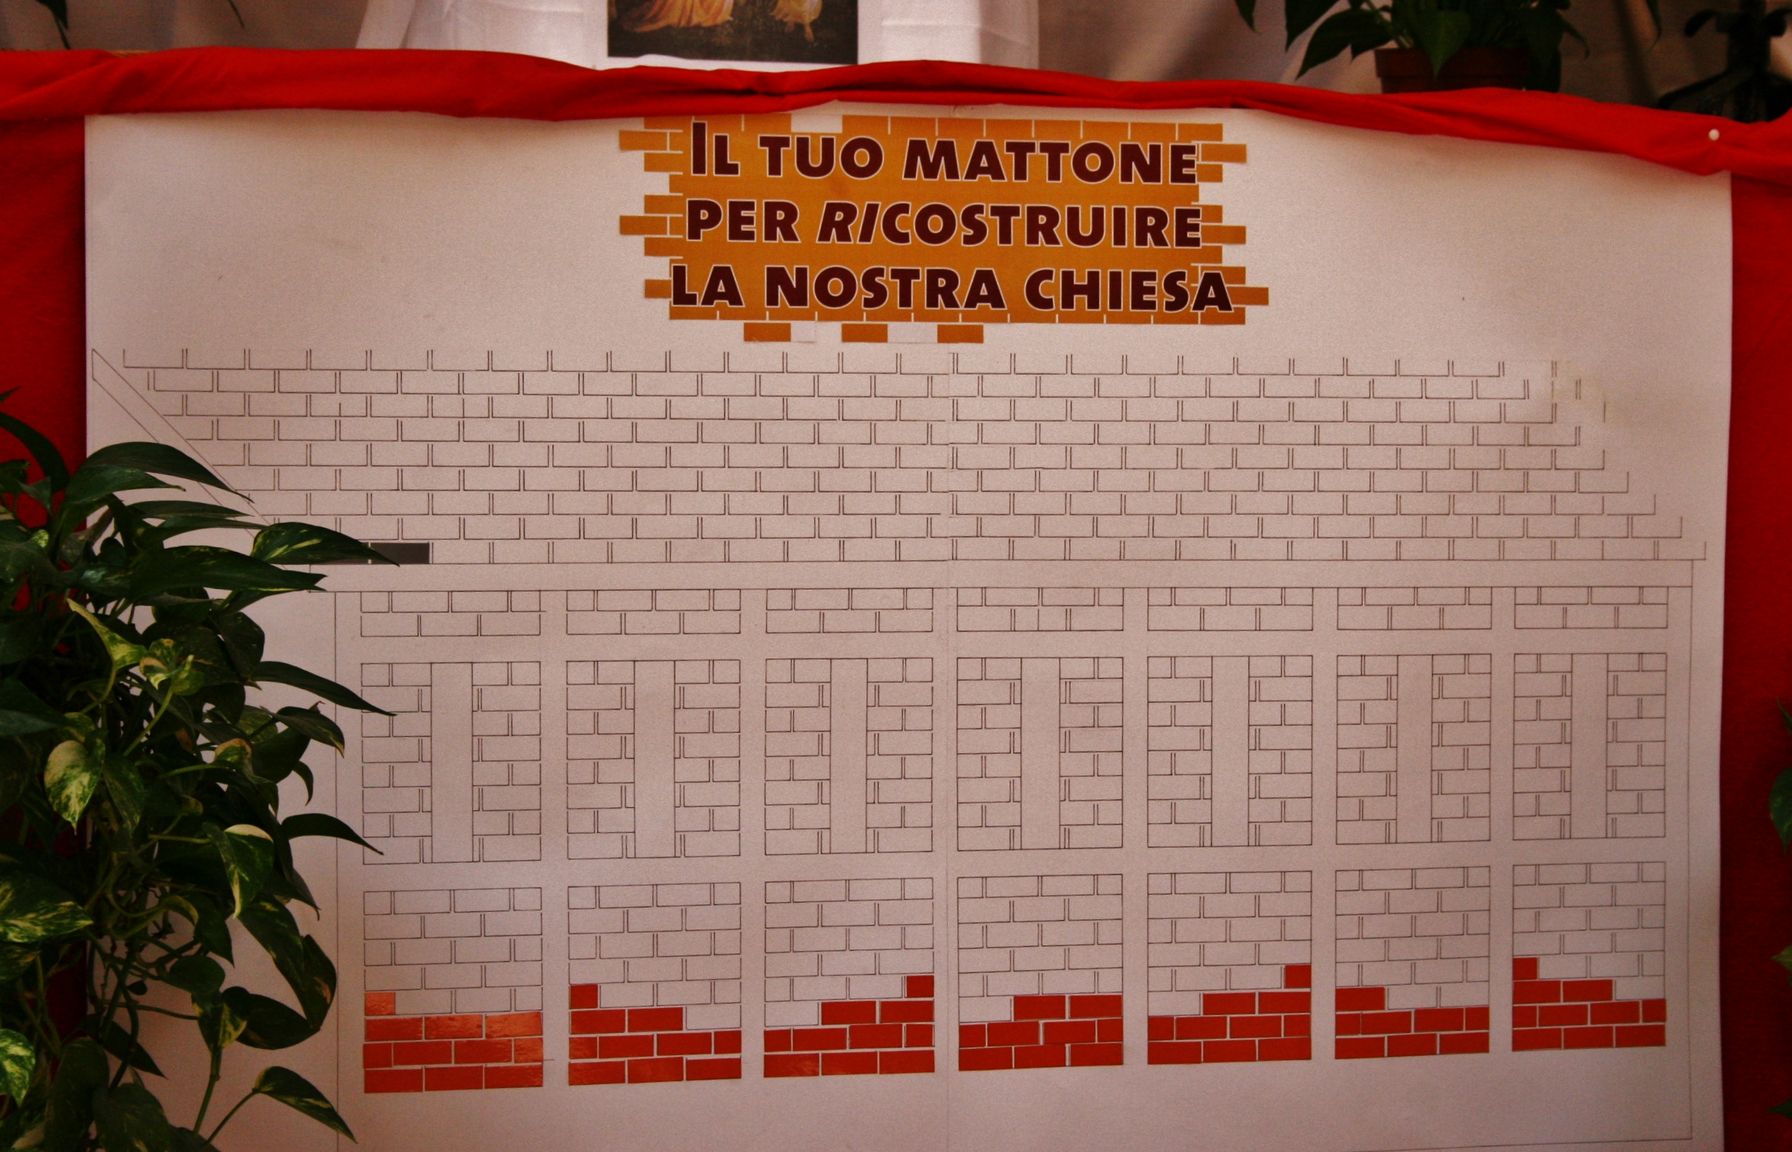 IL TUO MATTONE
PER RICOSTRUIRE
LA NOSTRA CHIESA